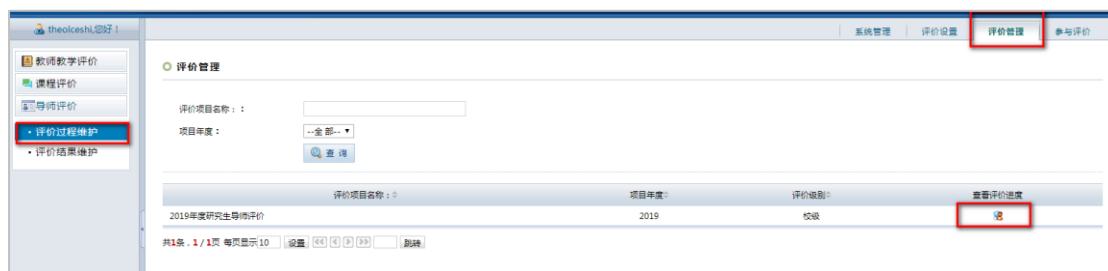 theolceshi,您好！
系统管理 评价设置 评价管理 参与评价
教师教学评价
课程评价
导师评价
• 评价过程维护
• 评价结果维护
评价管理
评价项目名称：：
项目年度：
--全部--
查询
评价项目名称： 项目年度 评价级别 查看评价进度
2019年度研究生导师评价 2019 校级
共1条，1/1页 每页显示10 设置 跳转